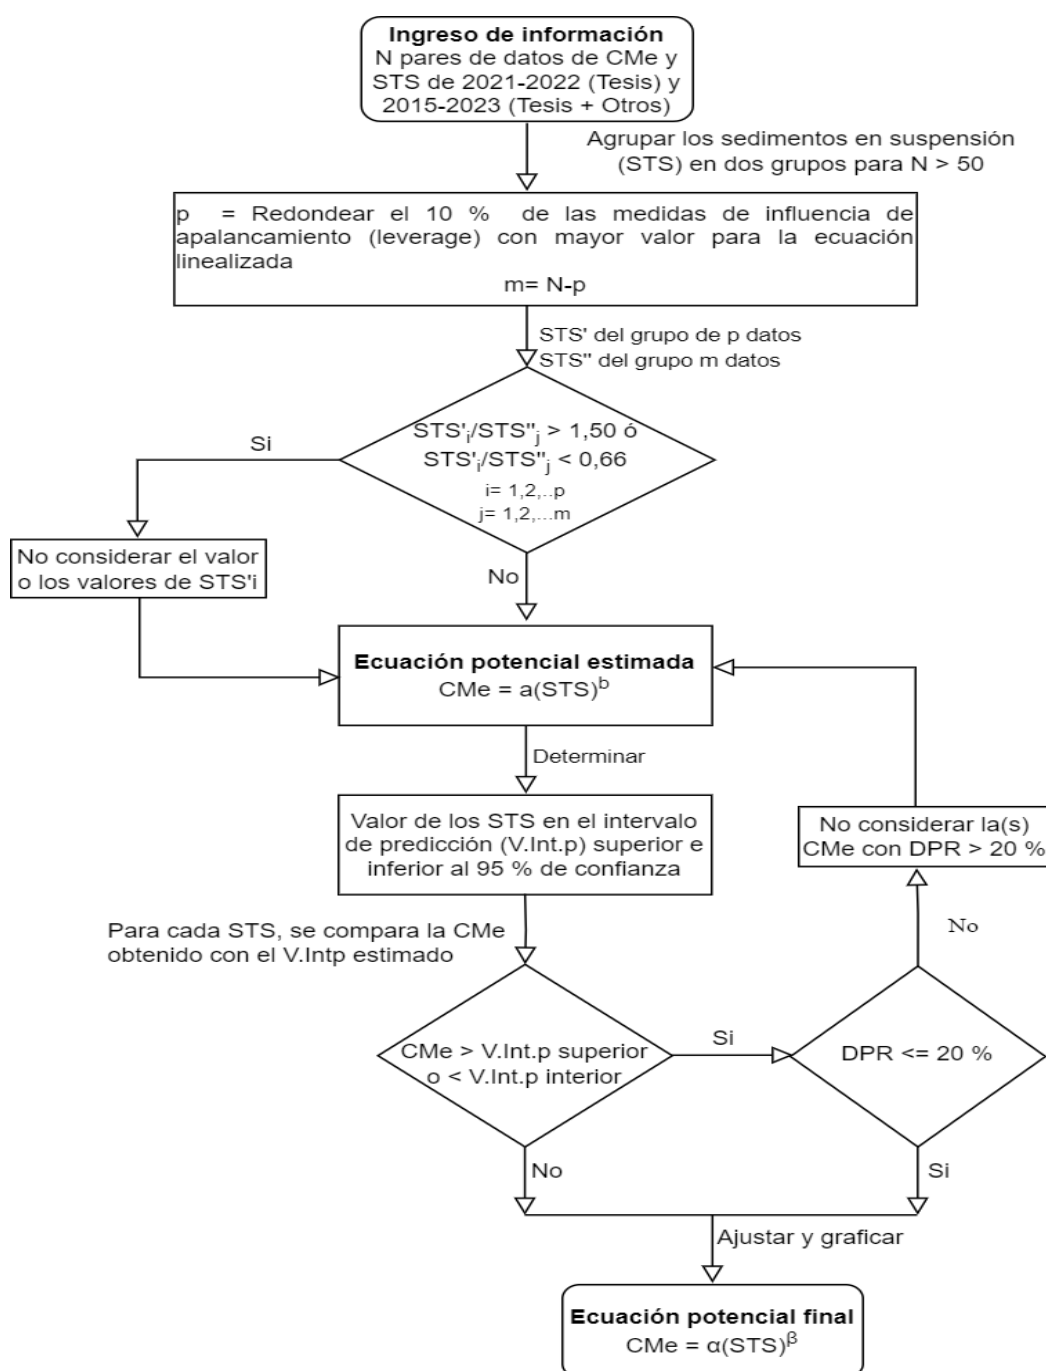 Ingreso de información
N pares de datos de CMe y
STS de 2021-2022 (Tesis) y
2015-2023 (Tesis + Otros)
Agrupar los sedimentos en suspensión
(STS) en dos grupos para N > 50
p = Redondear el 10 % de las medidas de influencia de
apalancamiento (leverage) con mayor valor para la ecuación
linealizada
m= N-p
STS' del grupo de p datos
STS'' del grupo m datos
STS'i/STS''j > 1,50 ó
STS'i/STS''j < 0,66
i= 1,2,..p
j= 1,2,...m
Si
No considerar el valor
o los valores de STS'i
No
Ecuación potencial estimada
CMe = a(STS)^b
Determinar
Valor de los STS en el intervalo
de predicción (V.Int.p) superior e
inferior al 95 % de confianza
No considerar la(s)
CMe con DPR > 20 %
No
Para cada STS, se compara la CMe
obtenido con el V.Intp estimado
CMe > V.Int.p superior
o < V.Int.p interior
Si
DPR <= 20 %
No
Si
Ajustar y graficar
Ecuación potencial final
CMe = α(STS)^β